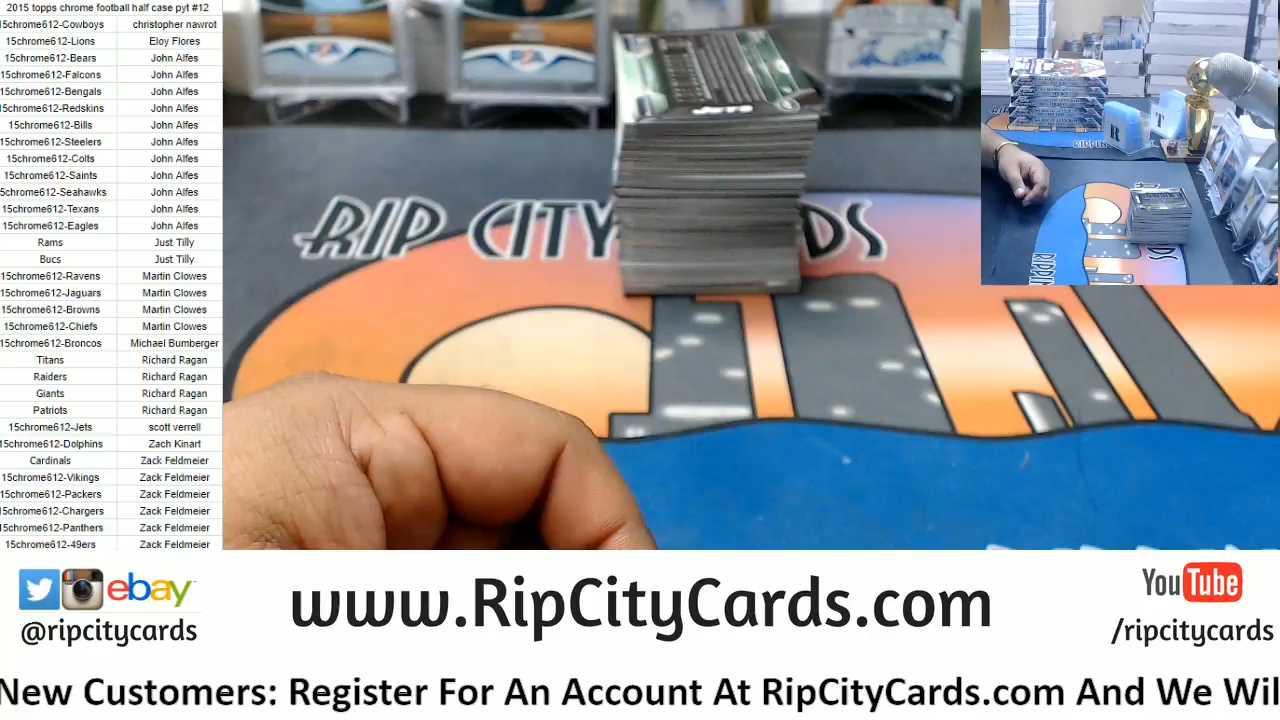 2015 topps chrome football half case pyt #12
15chrome612-Cowboys christopher nawrot
15chrome612-Lions Eloy Flores
15chrome612-Bears John Alfes
15chrome612-Falcons John Alfes
15chrome612-Bengals John Alfes
15chrome612-Redskins John Alfes
15chrome612-Bills John Alfes
15chrome612-Steelers John Alfes
15chrome612-Colts John Alfes
15chrome612-Saints John Alfes
15chrome612-Seahawks John Alfes
15chrome612-Texans John Alfes
15chrome612-Eagles John Alfes
Rams Just Tilly
Bucs Just Tilly
15chrome612-Ravens Martin Clowes
15chrome612-Jaguars Martin Clowes
15chrome612-Browns Martin Clowes
15chrome612-Chiefs Martin Clowes
15chrome612-Broncos Michael Bumberger
Titans Richard Ragan
Raiders Richard Ragan
Giants Richard Ragan
Patriots Richard Ragan
15chrome612-Jets scott verrell
15chrome612-Dolphins Zach Kinart
Cardinals Zack Feldmeier
15chrome612-Vikings Zack Feldmeier
15chrome612-Packers Zack Feldmeier
15chrome612-Chargers Zack Feldmeier
15chrome612-Panthers Zack Feldmeier
15chrome612-49ers Zack Feldmeier
JETS
RIP CITY RDS
R T
RIPPIN
RIPPIN
DS
ebay
@ripcitycards
www.RipCityCards.com
YouTube
/ripcitycards
New Customers: Register For An Account At RipCityCards.com And We Wil